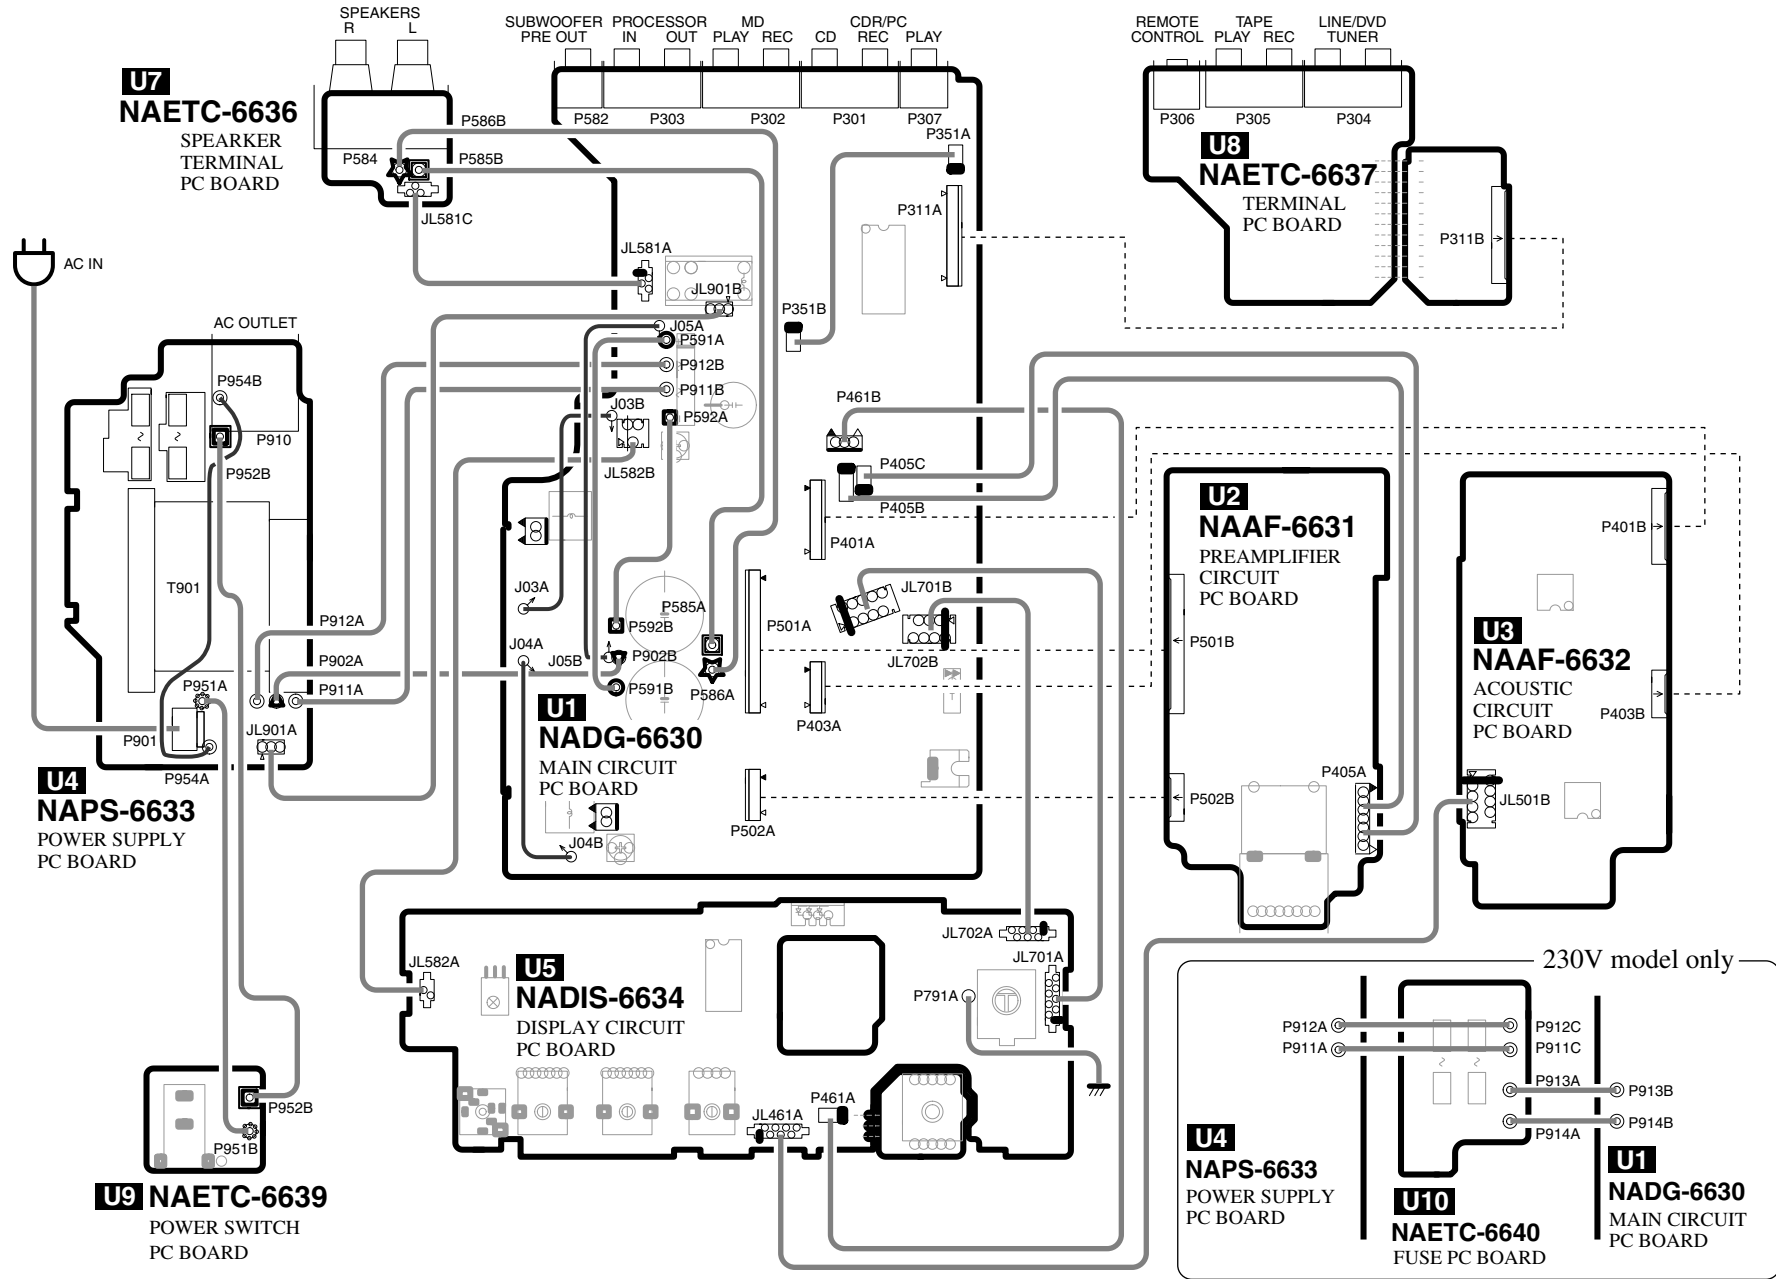 SPEAKERS
R L
U7
NAETC-6636
SPEARKER
TERMINAL
PC BOARD
P584
P586B
P585B
JL581C
AC IN
SUBWOOFER
PRE OUT
PROCESSOR
IN OUT
MD
PLAY REC
CD
CDR/PC
REC PLAY
P582
P303
P302
P301
P307
P351A
P311A
JL581A
JL901B
P351B
J05A
P591A
P912B
P911B
J03B
P592A
JL582B
P461B
P405C
P405B
P401A
J03A
P585A
P592B
J04A
J05B
P902B
P591B
P586A
P501A
P403A
JL701B
JL702B
U1
NADG-6630
MAIN CIRCUIT
PC BOARD
P502A
J04B
REMOTE
CONTROL
TAPE
PLAY REC
LINE/DVD
TUNER
P306
P305
P304
U8
NAETC-6637
TERMINAL
PC BOARD
P311B
AC OUTLET
P954B
P910
P952B
T901
P912A
P902A
P951A
P911A
P901
JL901A
P954A
U4
NAPS-6633
POWER SUPPLY
PC BOARD
U2
NAAF-6631
PREAMPLIFIER
CIRCUIT
PC BOARD
P501B
P502B
P405A
P401B
U3
NAAF-6632
ACOUSTIC
CIRCUIT
PC BOARD
P403B
JL501B
JL582A
U5
NADIS-6634
DISPLAY CIRCUIT
PC BOARD
JL702A
JL701A
P791A
JL461A
P461A
P952B
P951B
U9 NAETC-6639
POWER SWITCH
PC BOARD
230V model only
P912A
P911A
P912C
P911C
P913A
P913B
P914A
P914B
U4
NAPS-6633
POWER SUPPLY
PC BOARD
U10
NAETC-6640
FUSE PC BOARD
U1
NADG-6630
MAIN CIRCUIT
PC BOARD